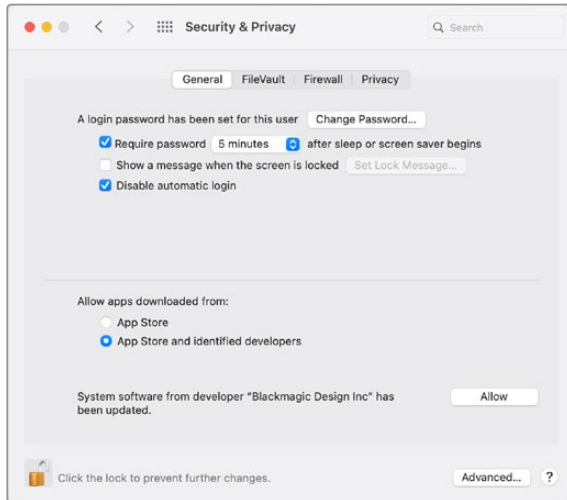 Security & Privacy
Search
General FileVault Firewall Privacy
A login password has been set for this user Change Password...
Require password 5 minutes after sleep or screen saver begins
Show a message when the screen is locked Set Lock Message...
Disable automatic login
Allow apps downloaded from:
App Store
App Store and identified developers
System software from developer "Blackmagic Design Inc" has
been updated.
Allow
Click the lock to prevent further changes.
Advanced... ?